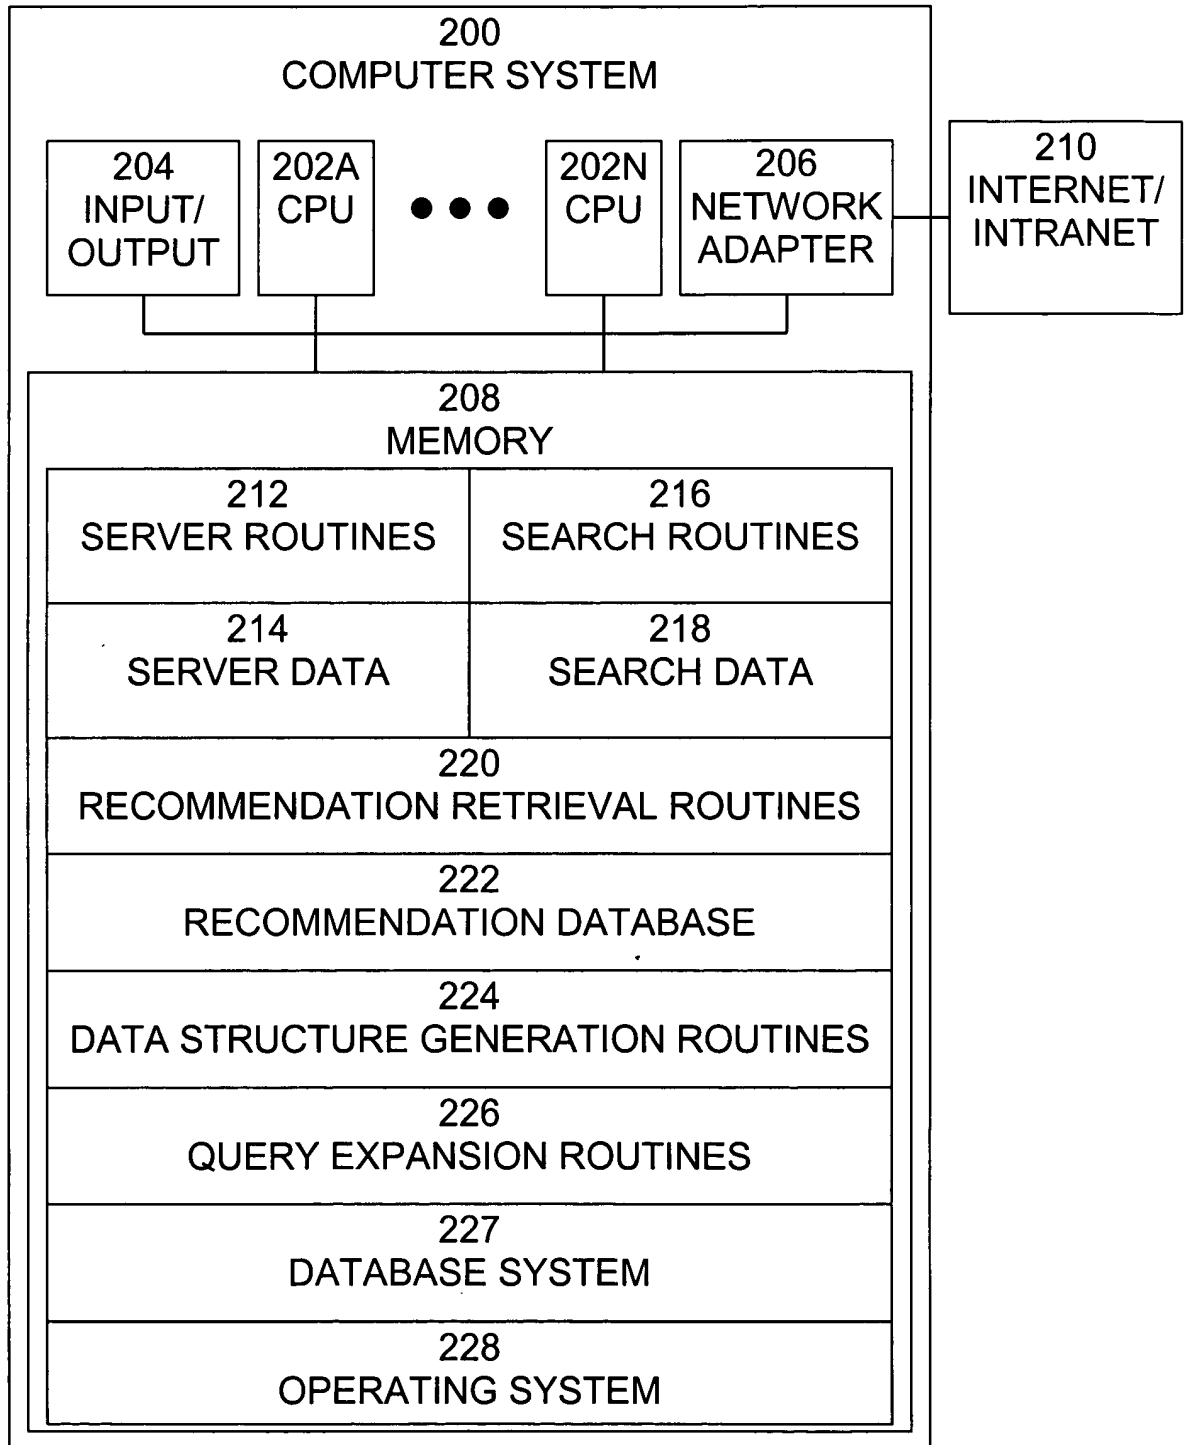 200
COMPUTER SYSTEM
204
INPUT/
OUTPUT
202A
CPU
202N
CPU
206
NETWORK
ADAPTER
210
INTERNET/
INTRANET
208
MEMORY
212
SERVER ROUTINES
216
SEARCH ROUTINES
214
SERVER DATA
218
SEARCH DATA
220
RECOMMENDATION RETRIEVAL ROUTINES
222
RECOMMENDATION DATABASE
224
DATA STRUCTURE GENERATION ROUTINES
226
QUERY EXPANSION ROUTINES
227
DATABASE SYSTEM
228
OPERATING SYSTEM